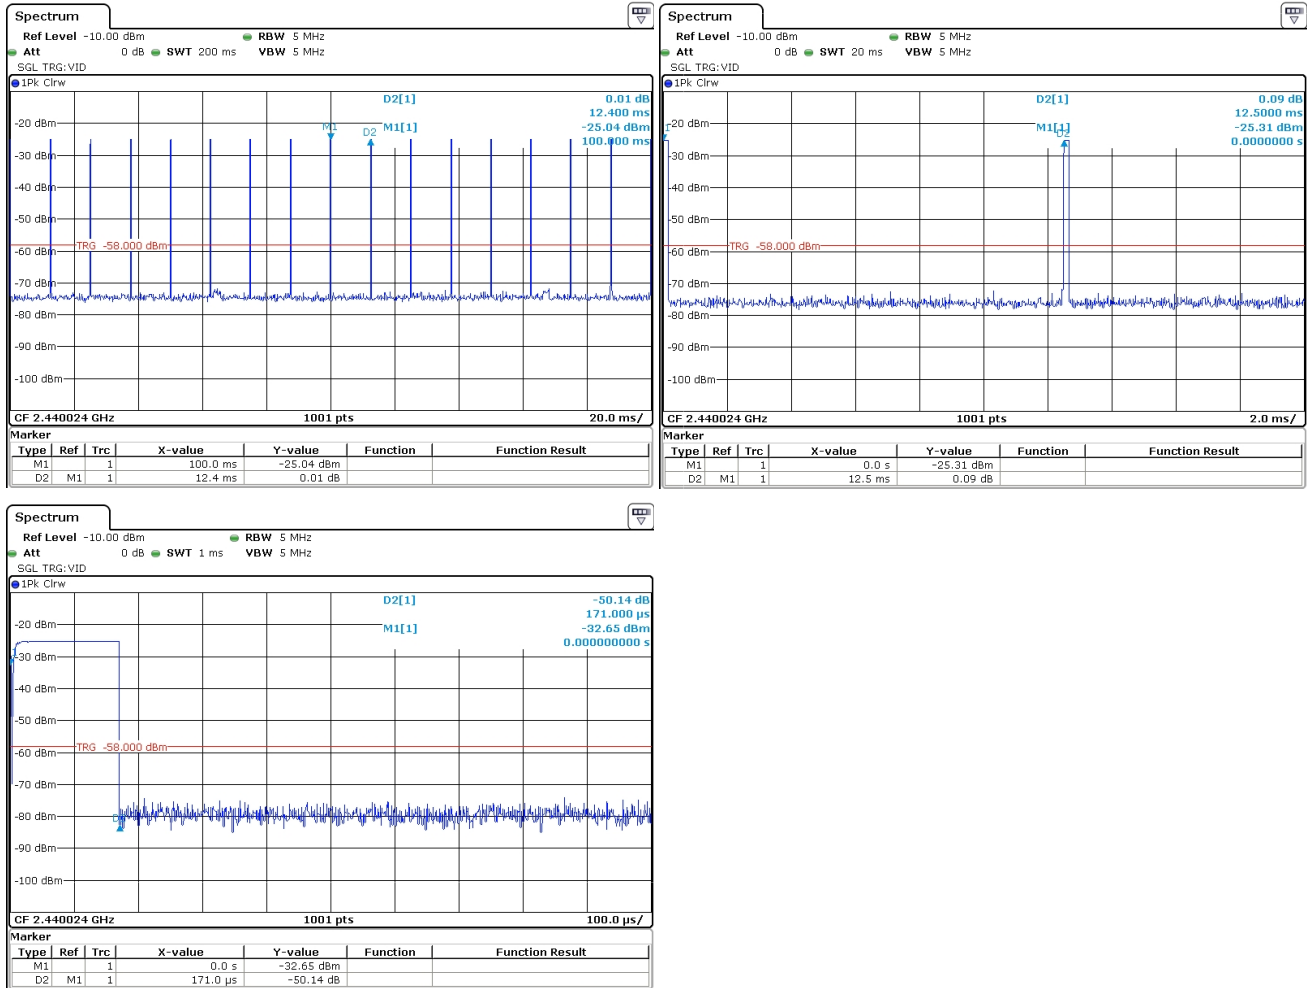 Spectrum
Ref Level -10.00 dBm RBW 5 MHz
Att 0 dB SWT 200 ms VBW 5 MHz
SGL TRG:VID
1Pk Clrw
D2[1] 0.01 dB
12.400 ms
M1[1] -25.04 dBm
100.000 ms
M1
D2
-20 dBm
-30 dBm
-40 dBm
-50 dBm
TRG -58.000 dBm
-60 dBm
-70 dBm
-80 dBm
-90 dBm
-100 dBm
CF 2.440024 GHz 1001 pts 20.0 ms/
Marker
Type Ref Trc X-value Y-value Function Function Result
M1 1 100.0 ms -25.04 dBm
D2 M1 1 12.4 ms 0.01 dB
Spectrum
Ref Level -10.00 dBm RBW 5 MHz
Att 0 dB SWT 20 ms VBW 5 MHz
SGL TRG:VID
1Pk Clrw
D2[1] 0.09 dB
12.5000 ms
M1[1] -25.31 dBm
0.0000000 s
D2
-20 dBm
-30 dBm
-40 dBm
-50 dBm
TRG -58.000 dBm
-60 dBm
-70 dBm
-80 dBm
-90 dBm
-100 dBm
CF 2.440024 GHz 1001 pts 2.0 ms/
Marker
Type Ref Trc X-value Y-value Function Function Result
M1 1 0.0 s -25.31 dBm
D2 M1 1 12.5 ms 0.09 dB
Spectrum
Ref Level -10.00 dBm RBW 5 MHz
Att 0 dB SWT 1 ms VBW 5 MHz
SGL TRG:VID
1Pk Clrw
D2[1] -50.14 dB
171.000 µs
M1[1] -32.65 dBm
0.000000000 s
-20 dBm
-30 dBm
-40 dBm
-50 dBm
TRG -58.000 dBm
-60 dBm
-70 dBm
-80 dBm
-90 dBm
-100 dBm
CF 2.440024 GHz 1001 pts 100.0 µs/
Marker
Type Ref Trc X-value Y-value Function Function Result
M1 1 0.0 s -32.65 dBm
D2 M1 1 171.0 µs -50.14 dB